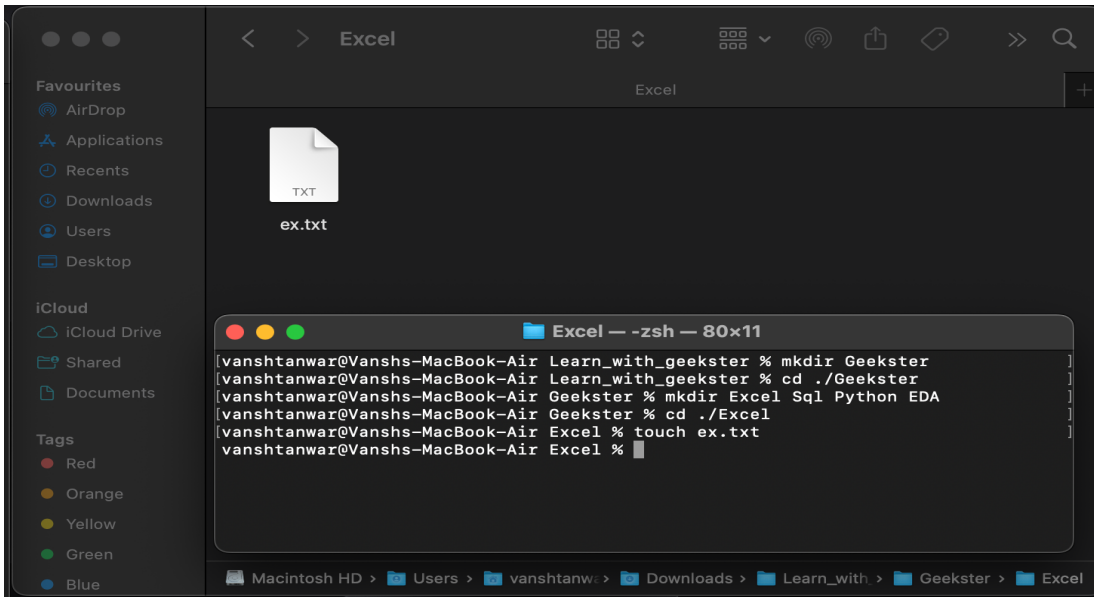 Excel
Favourites
AirDrop
Applications
Recents
Downloads
Users
Desktop
iCloud
iCloud Drive
Shared
Documents
Tags
Red
Orange
Yellow
Green
Blue
Excel
TXT
ex.txt
Excel — -zsh — 80×11
[vanshtanwar@Vanshs-MacBook-Air Learn_with_geekster % mkdir Geekster ]
[vanshtanwar@Vanshs-MacBook-Air Learn_with_geekster % cd ./Geekster ]
[vanshtanwar@Vanshs-MacBook-Air Geekster % mkdir Excel Sql Python EDA ]
[vanshtanwar@Vanshs-MacBook-Air Geekster % cd ./Excel ]
[vanshtanwar@Vanshs-MacBook-Air Excel % touch ex.txt ]
vanshtanwar@Vanshs-MacBook-Air Excel %
Macintosh HD › Users › vanshtanwa › Downloads › Learn_with_ › Geekster › Excel